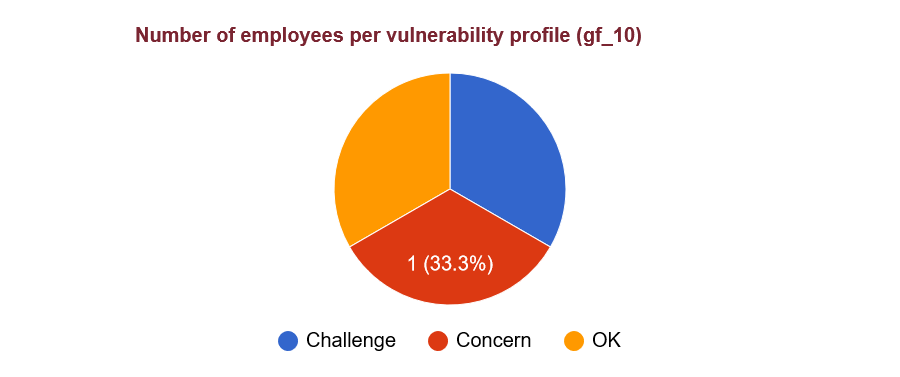 Number of employees per vulnerability profile (gf_10)
1 (33.3%)
Challenge
Concern
OK